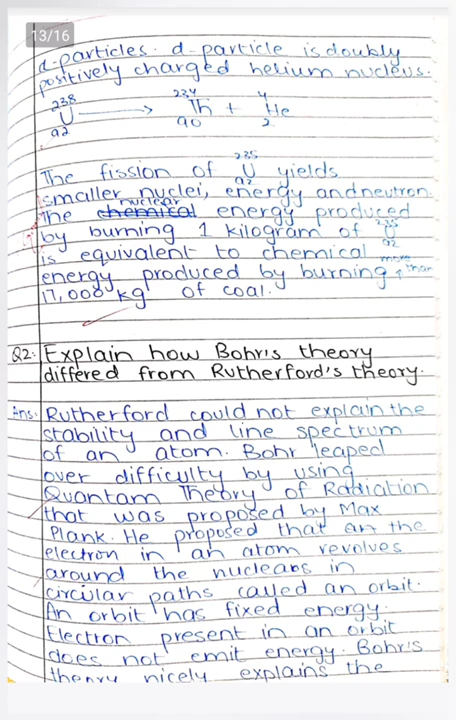 13/16
α-particles. α-particle is doubly
positively charged helium nucleus.
238 234 4
U ⟶ Th + He
92 90 2
235
The fission of U yields
92
smaller nuclei, energy and neutron.
nuclear
The chemical energy produced
by burning 1 kilogram of 235 U
92
is equivalent to chemical
more than
energy produced by burning
17,000 kg of coal.
Q2. Explain how Bohr's theory
differed from Rutherford's theory.
Ans. Rutherford could not explain the
stability and line spectrum
of an atom. Bohr leaped
over difficulty by using
Quantam Theory of Radiation
that was proposed by Max
Plank. He proposed that the
electron in an atom revolves
around the nucleans in
circular paths called an orbit.
An orbit has fixed energy.
Electron present in an orbit
does not emit energy. Bohr's
theory nicely explains the